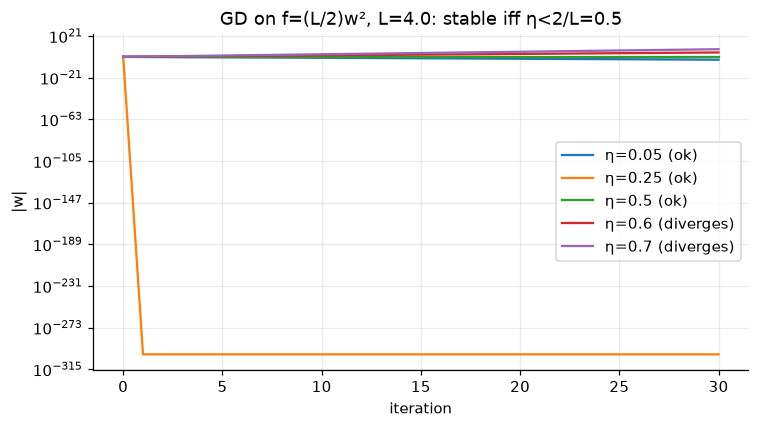 GD on f=(L/2)w², L=4.0: stable iff η<2/L=0.5
|w|
10²¹
10⁻²¹
10⁻⁶³
10⁻¹⁰⁵
10⁻¹⁴⁷
10⁻¹⁸⁹
10⁻²³¹
10⁻²⁷³
10⁻³¹⁵
η=0.05 (ok)
η=0.25 (ok)
η=0.5 (ok)
η=0.6 (diverges)
η=0.7 (diverges)
0 5 10 15 20 25 30
iteration